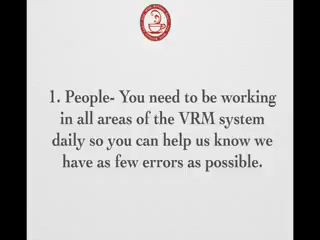 1. People- You need to be working
in all areas of the VRM system
daily so you can help us know we
have as few errors as possible.